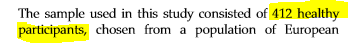 The sample used in this study consisted of 412 healthy
participants, chosen from a population of European